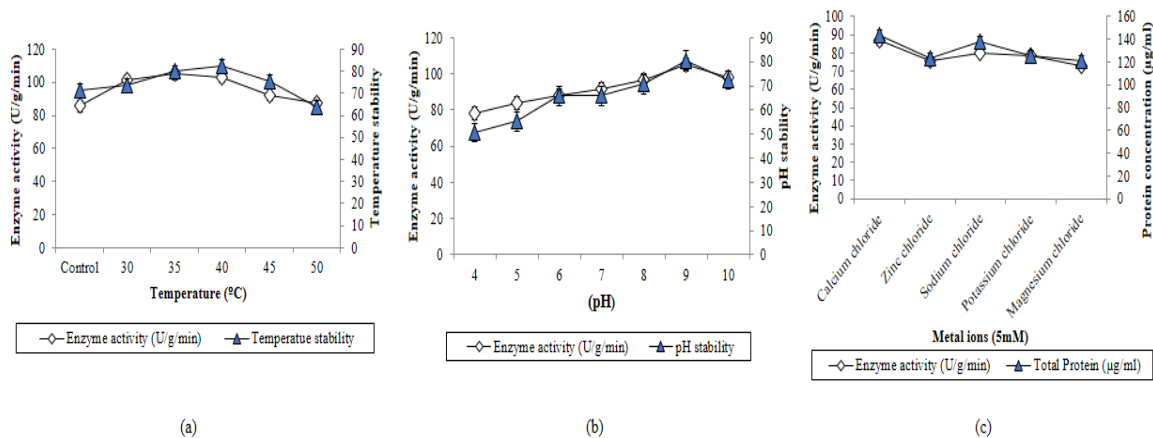 Enzyme activity (U/g/min)
120
100
80
60
40
20
0
90
80
70
60
50
40
30
20
10
0
Temperature stability
Control 30 35 40 45 50
Temperature (ºC)
Enzyme activity (U/g/min) Temperatue stability
(a)
Enzyme activity (U/g/min)
120
100
80
60
40
20
0
90
80
70
60
50
40
30
20
10
0
pH stability
4 5 6 7 8 9 10
(pH)
Enzyme activity (U/g/min) pH stability
(b)
Enzyme activity (U/g/min)
100
90
80
70
60
50
40
30
20
10
0
160
140
120
100
80
60
40
20
0
Protein concentration (µg/ml)
Calcium chloride
Zinc chloride
Sodium chloride
Potassium chloride
Magnesium chloride
Metal ions (5mM)
Enzyme activity (U/g/min) Total Protein (µg/ml)
(c)